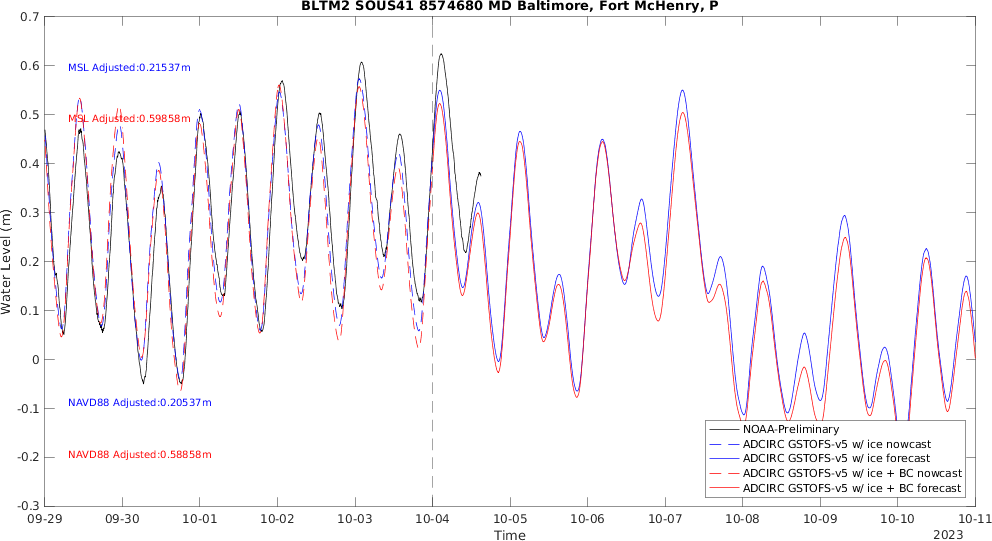 BLTM2 SOUS41 8574680 MD Baltimore, Fort McHenry, P
0.7
0.6
0.5
0.4
0.3
0.2
0.1
0
-0.1
-0.2
-0.3
Water Level (m)
MSL Adjusted:0.21537m
MSL Adjusted:0.59858m
NAVD88 Adjusted:0.20537m
NAVD88 Adjusted:0.58858m
NOAA-Preliminary
ADCIRC GSTOFS-v5 w/ ice nowcast
ADCIRC GSTOFS-v5 w/ ice forecast
ADCIRC GSTOFS-v5 w/ ice + BC nowcast
ADCIRC GSTOFS-v5 w/ ice + BC forecast
09-29 09-30 10-01 10-02 10-03 10-04 10-05 10-06 10-07 10-08 10-09 10-10 10-11
Time
2023